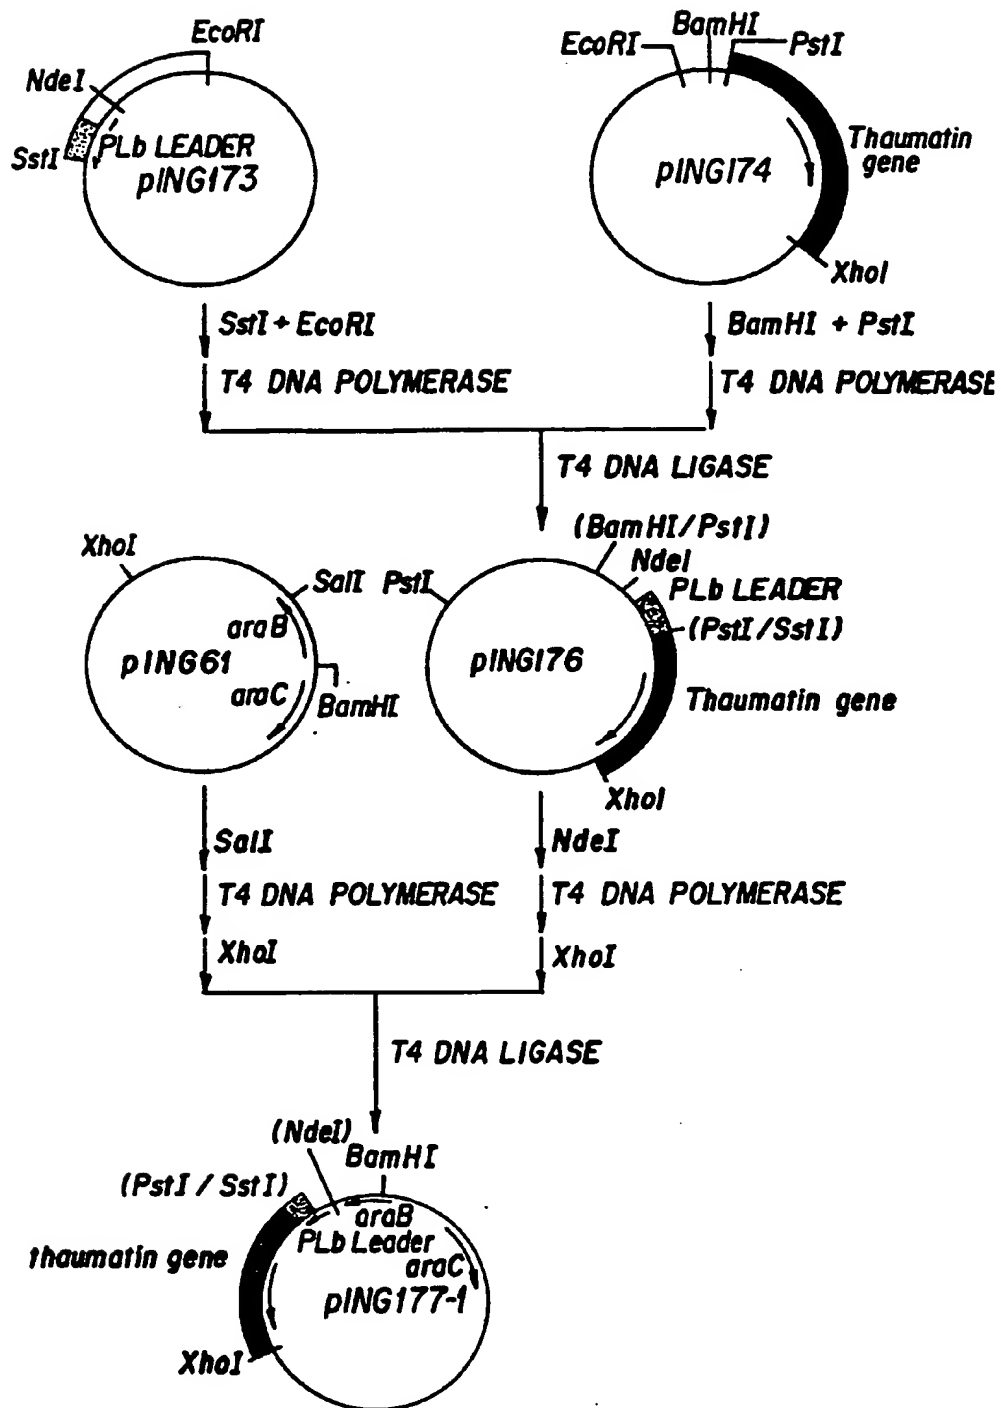 EcoRI
NdeI
SstI
PLb LEADER
pING173
BamHI
EcoRI
PstI
pING174
Thaumatin
gene
XhoI
SstI + EcoRI
T4 DNA POLYMERASE
BamHI + PstI
T4 DNA POLYMERASE
T4 DNA LIGASE
XhoI
SalI
araB
pING61
araC
BamHI
(BamHI/PstI)
NdeI
PstI
PLb LEADER
(PstI/SstI)
pING176
Thaumatin gene
XhoI
SalI
T4 DNA POLYMERASE
XhoI
NdeI
T4 DNA POLYMERASE
XhoI
T4 DNA LIGASE
(NdeI)
BamHI
(PstI / SstI)
araB
PLb Leader
thaumatin gene
araC
pING177-1
XhoI